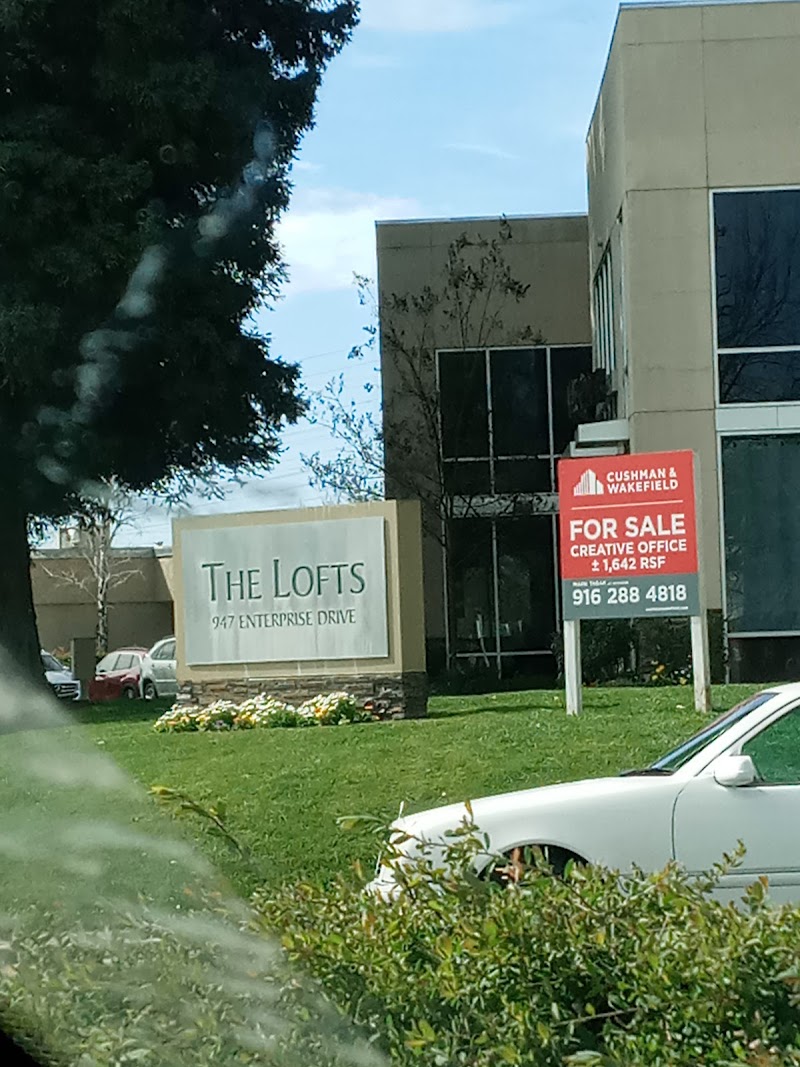 THE LOFTS
947 ENTERPRISE DRIVE
CUSHMAN &
WAKEFIELD
FOR SALE
CREATIVE OFFICE
± 1,642 RSF
916 288 4818